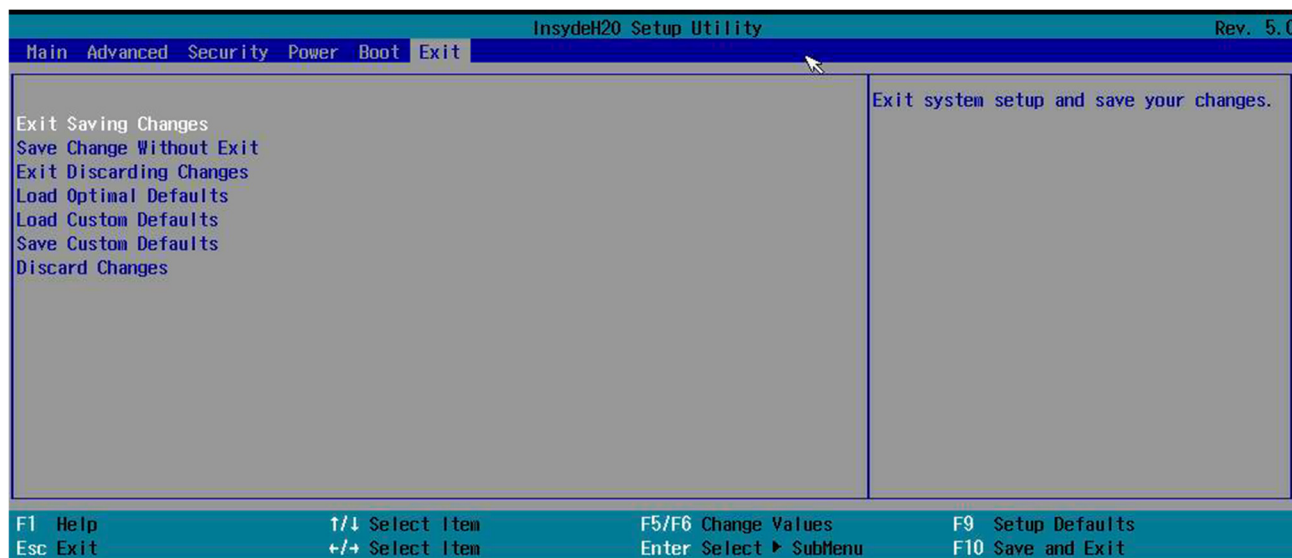 InsydeH20 Setup Utility Rev. 5.0
Main Advanced Security Power Boot Exit
Exit system setup and save your changes.
Exit Saving Changes
Save Change Without Exit
Exit Discarding Changes
Load Optimal Defaults
Load Custom Defaults
Save Custom Defaults
Discard Changes
F1 Help ↑/↓ Select Item F5/F6 Change Values F9 Setup Defaults
Esc Exit ←/→ Select Item Enter Select ► SubMenu F10 Save and Exit